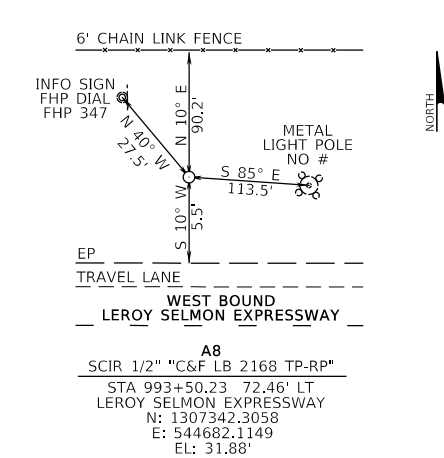 6' CHAIN LINK FENCE
INFO SIGN
FHP DIAL
FHP 347
N 40° W
27.5'
N 10° E
90.2'
METAL
LIGHT POLE
NO #
S 85° E
113.5'
S 10° W
5.5'
NORTH
EP
TRAVEL LANE
WEST BOUND
LEROY SELMON EXPRESSWAY
A8
SCIR 1/2" "C&F LB 2168 TP-RP"
STA 993+50.23 72.46' LT
LEROY SELMON EXPRESSWAY
N: 1307342.3058
E: 544682.1149
EL: 31.88'